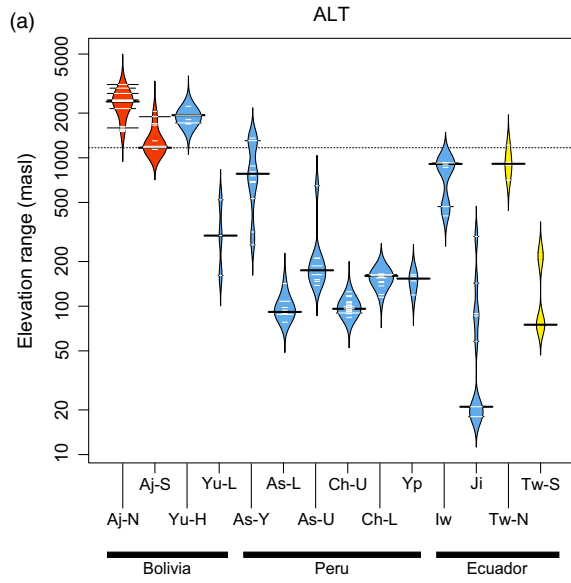 (a)
ALT
Elevation range (masl)
5000
2000
1000
500
200
100
50
20
10
Aj-S Yu-L As-L Ch-U Yp Ji Tw-S
Aj-N Yu-H As-Y As-U Ch-L Iw Tw-N
Bolivia Peru Ecuador